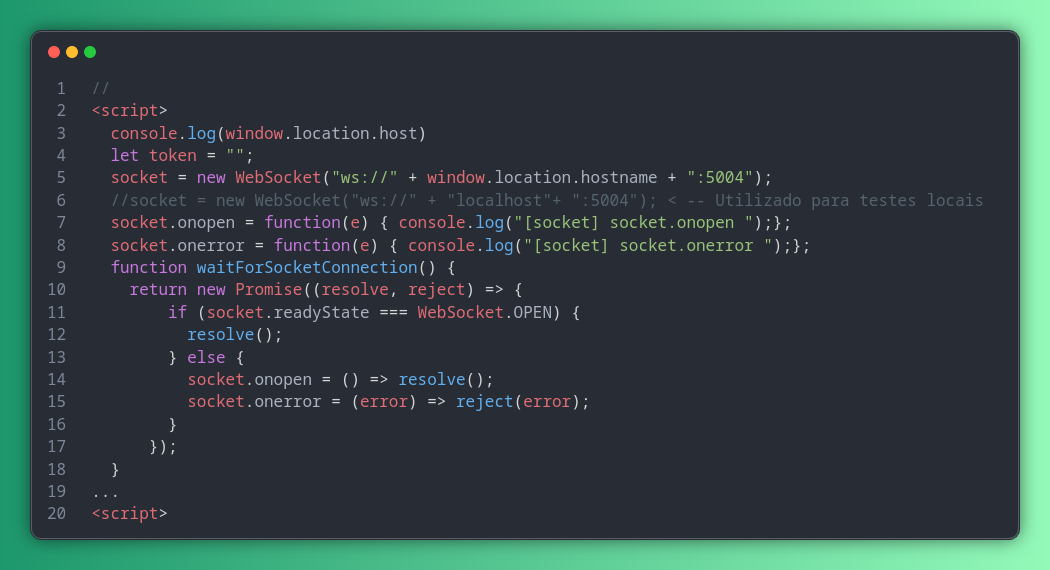 1 //
2 <script>
3 console.log(window.location.host)
4 let token = "";
5 socket = new WebSocket("ws://" + window.location.hostname + ":5004");
6 //socket = new WebSocket("ws://" + "localhost"+ ":5004"); < -- Utilizado para testes locais
7 socket.onopen = function(e) { console.log("[socket] socket.onopen ");};
8 socket.onerror = function(e) { console.log("[socket] socket.onerror ");};
9 function waitForSocketConnection() {
10 return new Promise((resolve, reject) => {
11 if (socket.readyState === WebSocket.OPEN) {
12 resolve();
13 } else {
14 socket.onopen = () => resolve();
15 socket.onerror = (error) => reject(error);
16 }
17 });
18 }
19 ...
20 <script>